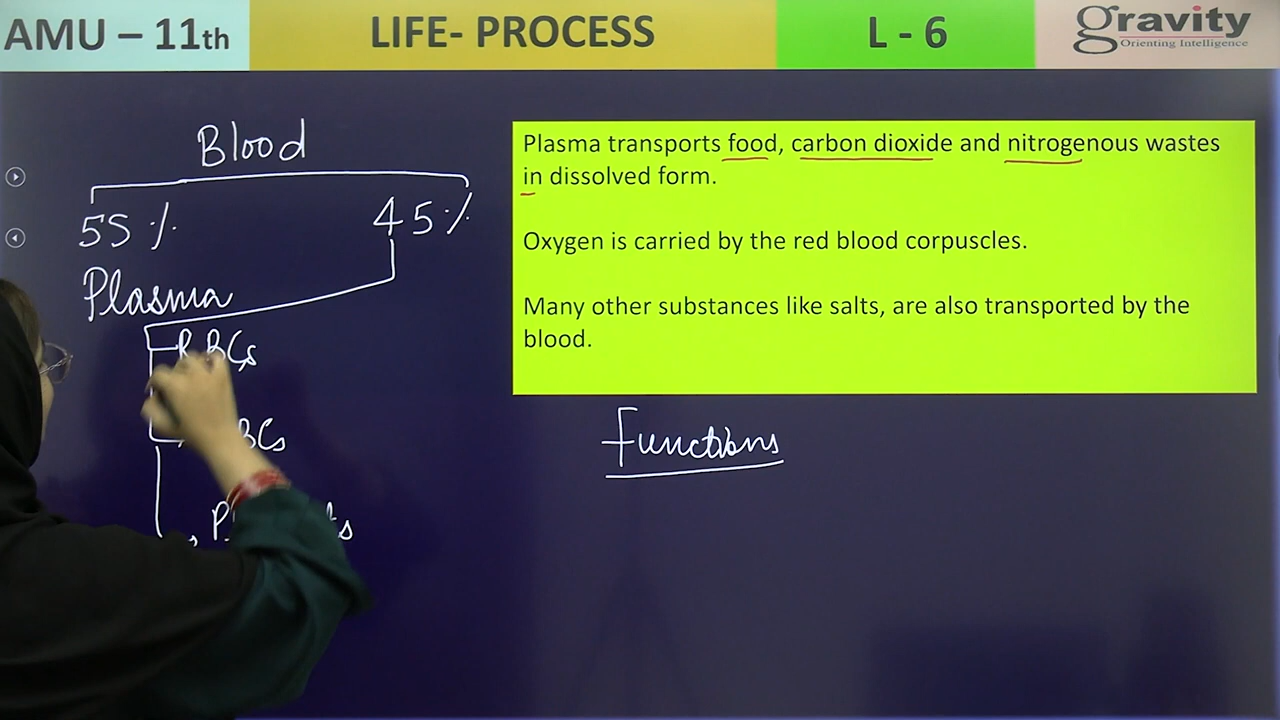 AMU – 11th
LIFE- PROCESS
L - 6
gravity
Orienting Intelligence
Blood
55 %
45 %
Plasma
RBCs
Plasma transports food, carbon dioxide and nitrogenous wastes
in dissolved form.
Oxygen is carried by the red blood corpuscles.
Many other substances like salts, are also transported by the
blood.
Functions